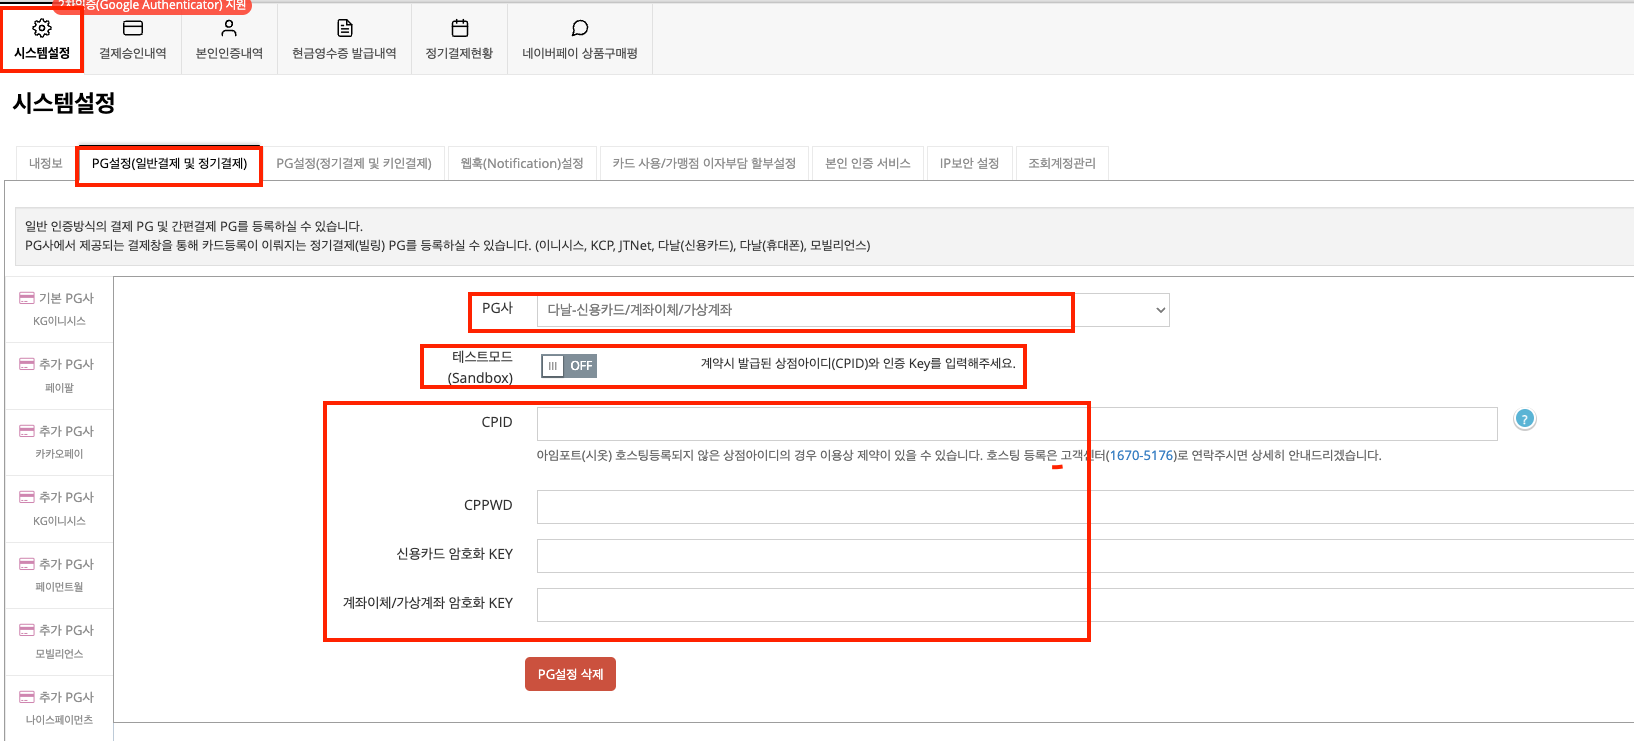 2차인증(Google Authenticator) 지원
시스템설정
결제승인내역
본인인증내역
현금영수증 발급내역
정기결제현황
네이버페이 상품구매평
시스템설정
내정보
PG설정(일반결제 및 정기결제)
PG설정(정기결제 및 키인결제)
웹훅(Notification)설정
카드 사용/가맹점 이자부담 할부설정
본인 인증 서비스
IP보안 설정
조회계정관리
일반 인증방식의 결제 PG 및 간편결제 PG를 등록하실 수 있습니다.
PG사에서 제공되는 결제창을 통해 카드등록이 이뤄지는 정기결제(빌링) PG를 등록하실 수 있습니다. (이니시스, KCP, JTNet, 다날(신용카드), 다날(휴대폰), 모빌리언스)
기본 PG사
KG이니시스
추가 PG사
페이팔
추가 PG사
카카오페이
추가 PG사
KG이니시스
추가 PG사
페이먼트월
추가 PG사
모빌리언스
추가 PG사
나이스페이먼츠
PG사
다날-신용카드/계좌이체/가상계좌
테스트모드
(Sandbox)
OFF
계약시 발급된 상점아이디(CPID)와 인증 Key를 입력해주세요.
CPID
?
아임포트(시옷) 호스팅등록되지 않은 상점아이디의 경우 이용상 제약이 있을 수 있습니다. 호스팅 등록은 고객센터(1670-5176)로 연락주시면 상세히 안내드리겠습니다.
CPPWD
신용카드 암호화 KEY
계좌이체/가상계좌 암호화 KEY
PG설정 삭제